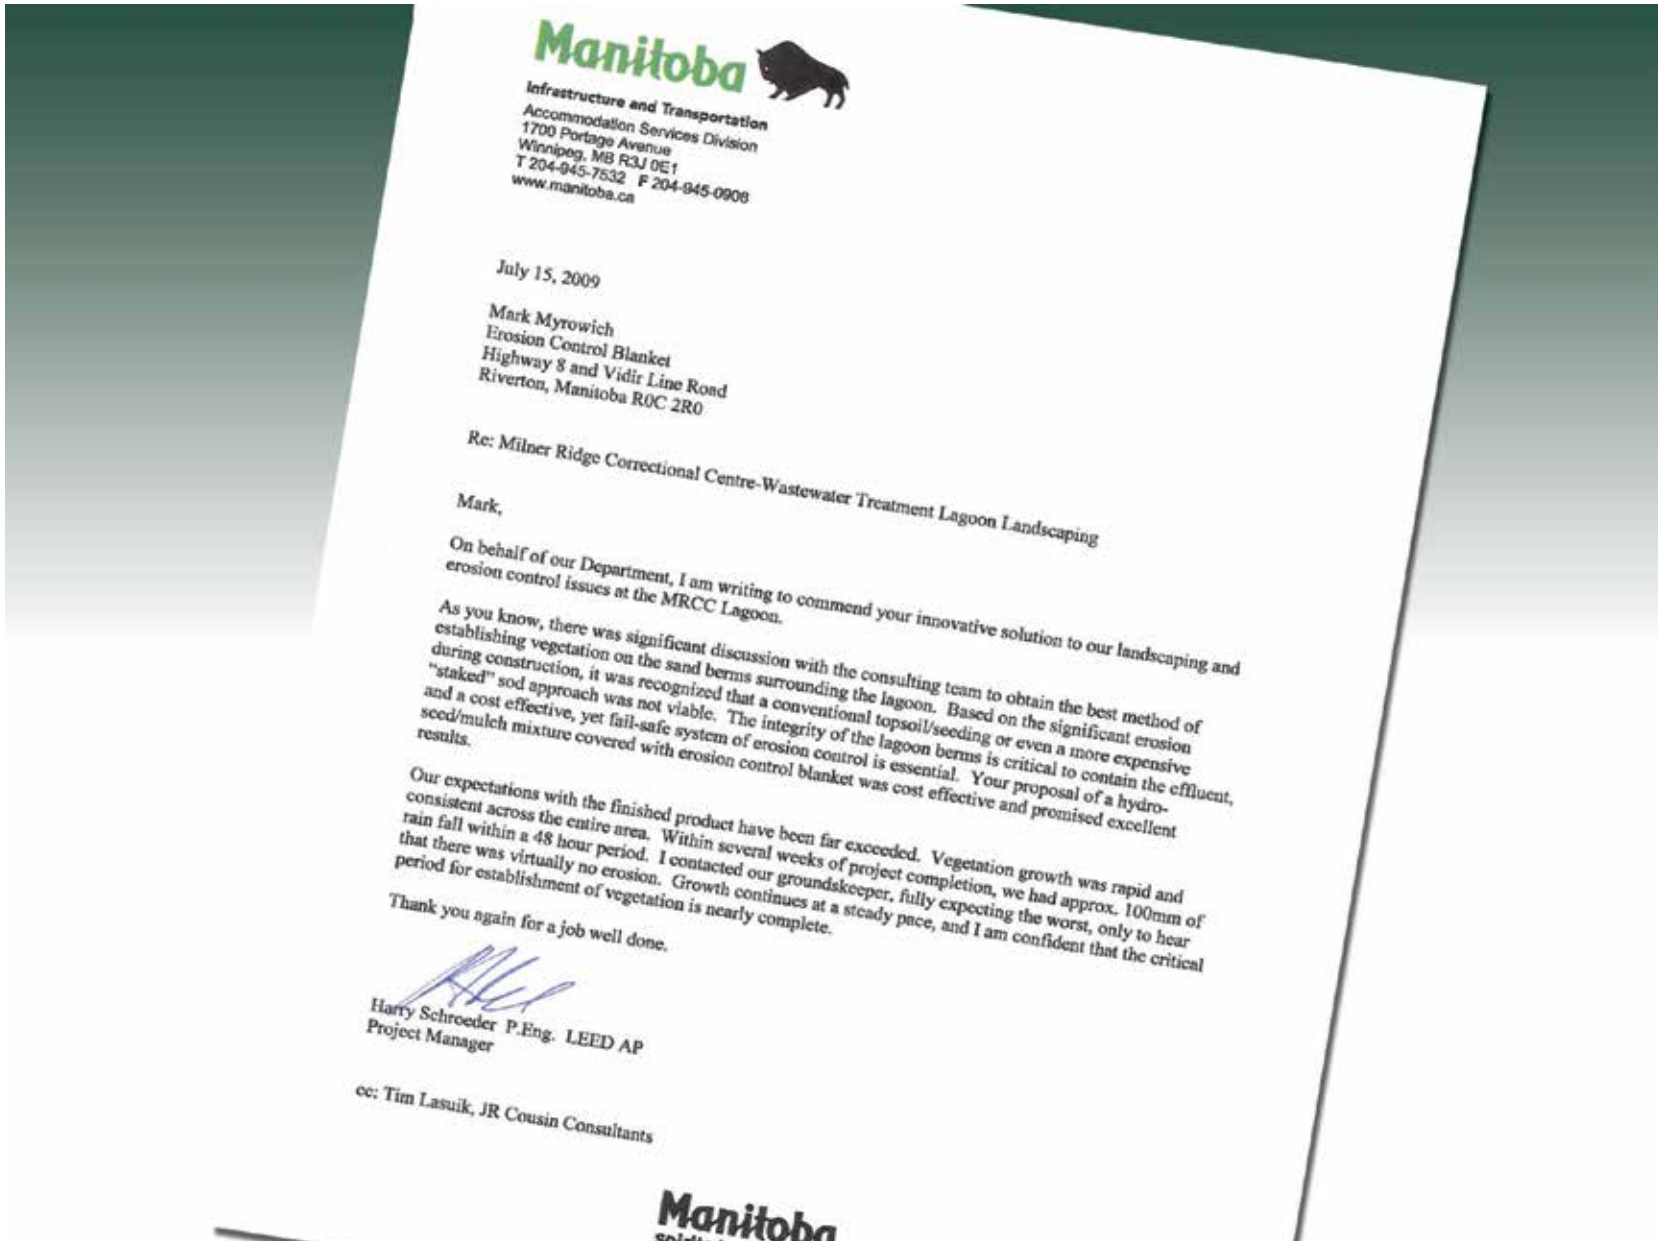 Manitoba
Infrastructure and Transportation
Accommodation Services Division
1700 Portage Avenue
Winnipeg, MB R3J 0E1
T 204-945-7532 F 204-945-0908
www.manitoba.ca
July 15, 2009
Mark Myrowich
Erosion Control Blanket
Highway 8 and Vidir Line Road
Riverton, Manitoba R0C 2R0
Re: Milner Ridge Correctional Centre-Wastewater Treatment Lagoon Landscaping
Mark,
On behalf of our Department, I am writing to commend your innovative solution to our landscaping and
erosion control issues at the MRCC Lagoon.
As you know, there was significant discussion with the consulting team to obtain the best method of
establishing vegetation on the sand berms surrounding the lagoon. Based on the significant erosion
during construction, it was recognized that a conventional topsoil/seeding or even a more expensive
"staked" sod approach was not viable. The integrity of the lagoon berms is critical to contain the effluent,
and a cost effective, yet fail-safe system of erosion control is essential. Your proposal of a hydro-
seed/mulch mixture covered with erosion control blanket was cost effective and promised excellent
results.
Our expectations with the finished product have been far exceeded. Vegetation growth was rapid and
consistent across the entire area. Within several weeks of project completion, we had approx. 100mm of
rain fall within a 48 hour period. I contacted our groundskeeper, fully expecting the worst, only to hear
that there was virtually no erosion. Growth continues at a steady pace, and I am confident that the critical
period for establishment of vegetation is nearly complete.
Thank you again for a job well done.
Harry Schroeder P.Eng. LEED AP
Project Manager
cc: Tim Lasuik, JR Cousin Consultants
Manitoba